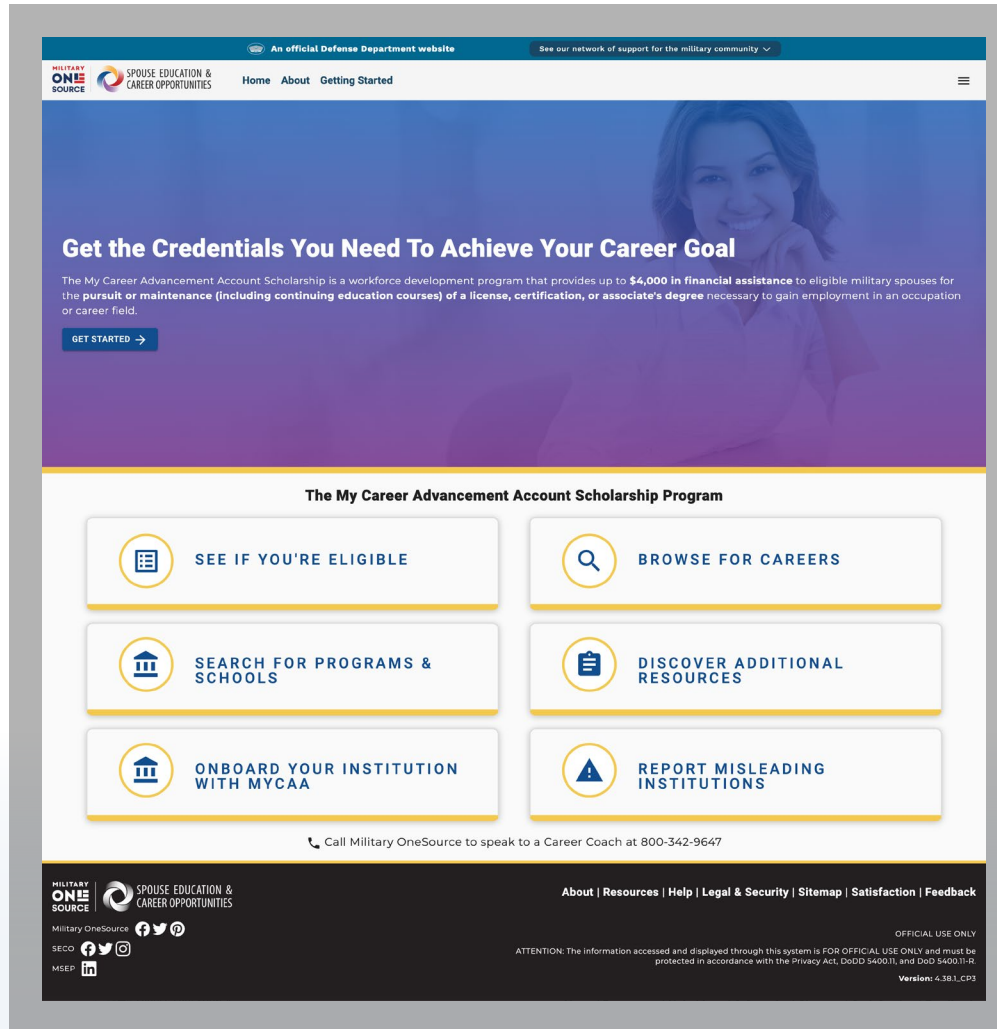 An official Defense Department website
See our network of support for the military community
MILITARY
ONE
SOURCE
SPOUSE EDUCATION &
CAREER OPPORTUNITIES
Home About Getting Started
Get the Credentials You Need To Achieve Your Career Goal
The My Career Advancement Account Scholarship is a workforce development program that provides up to $4,000 in financial assistance to eligible military spouses for
the pursuit or maintenance (including continuing education courses) of a license, certification, or associate's degree necessary to gain employment in an occupation
or career field.
GET STARTED →
The My Career Advancement Account Scholarship Program
SEE IF YOU'RE ELIGIBLE
BROWSE FOR CAREERS
SEARCH FOR PROGRAMS &
SCHOOLS
DISCOVER ADDITIONAL
RESOURCES
ONBOARD YOUR INSTITUTION
WITH MYCAA
REPORT MISLEADING
INSTITUTIONS
Call Military OneSource to speak to a Career Coach at 800-342-9647
MILITARY
ONE
SOURCE
SPOUSE EDUCATION &
CAREER OPPORTUNITIES
About | Resources | Help | Legal & Security | Sitemap | Satisfaction | Feedback
Military OneSource
SECO
MSEP
OFFICIAL USE ONLY
ATTENTION: The information accessed and displayed through this system is FOR OFFICIAL USE ONLY and must be
protected in accordance with the Privacy Act, DoDD 5400.11, and DoD 5400.11-R.
Version: 4.38.1_CP3